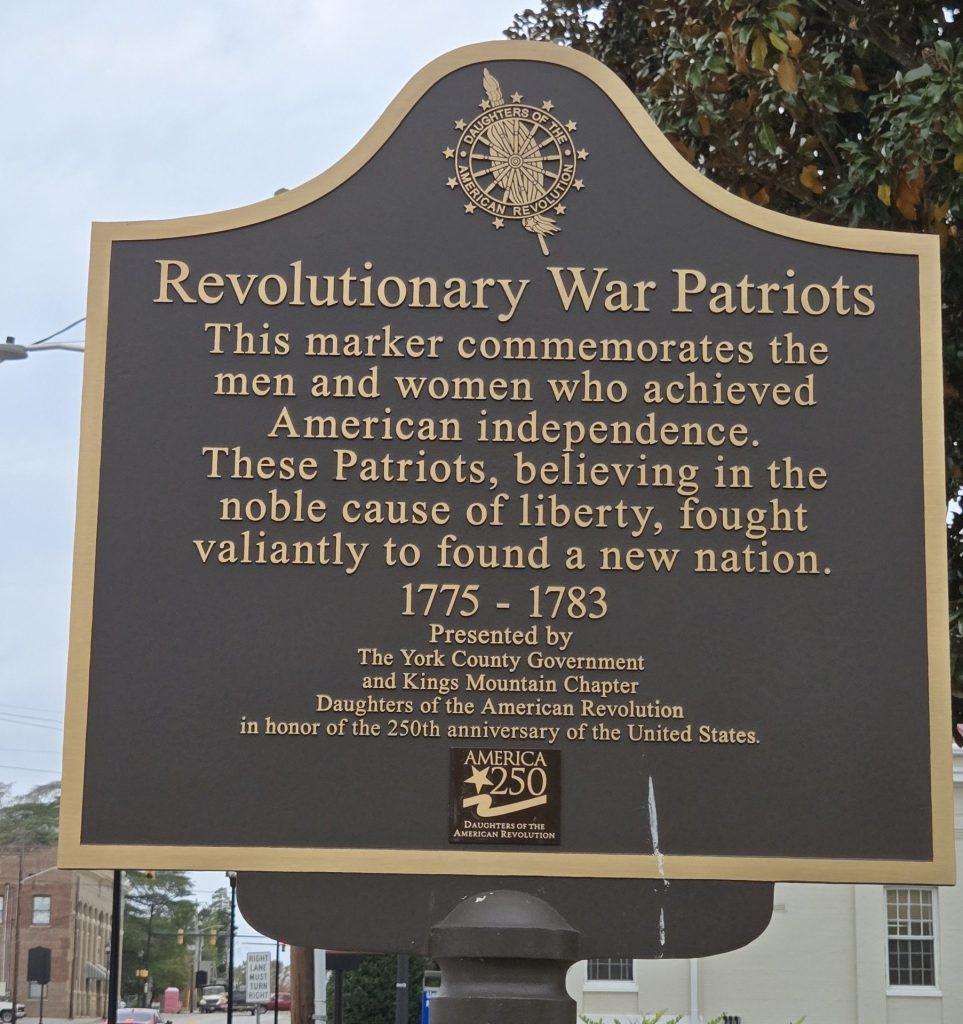 DAUGHTERS OF THE
AMERICAN REVOLUTION
Revolutionary War Patriots
This marker commemorates the
men and women who achieved
American independence.
These Patriots, believing in the
noble cause of liberty, fought
valiantly to found a new nation.
1775 - 1783
Presented by
The York County Government
and Kings Mountain Chapter
Daughters of the American Revolution
in honor of the 250th anniversary of the United States.
AMERICA
250
DAUGHTERS OF THE
AMERICAN REVOLUTION
RIGHT
LANE
MUST
TURN
RIGHT